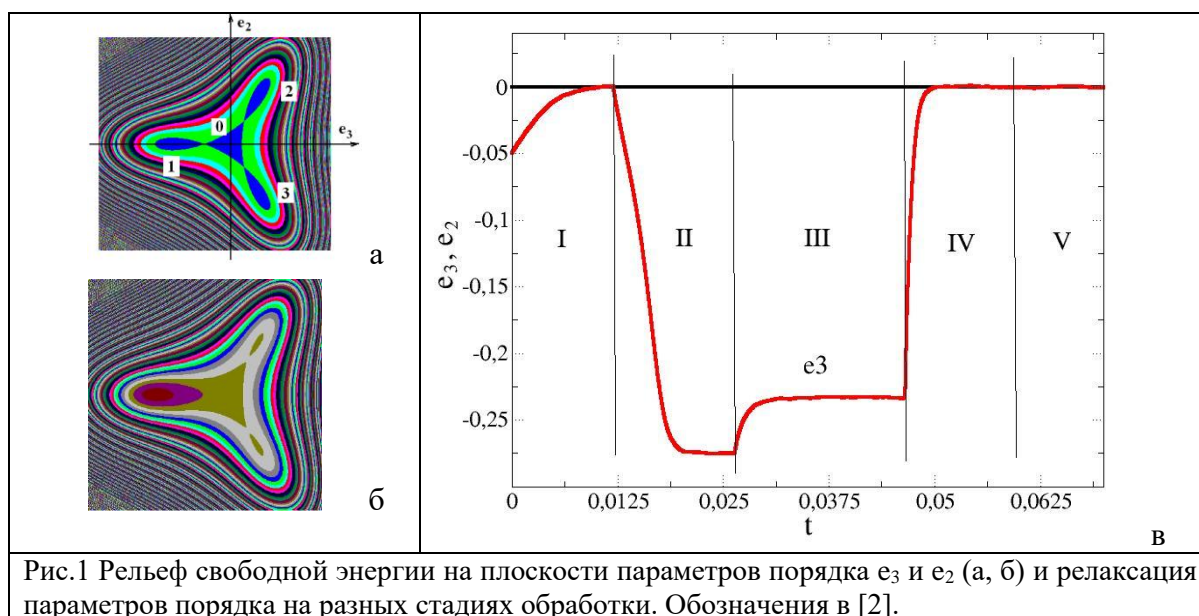 e₂
0
2
e₃
1
3
а
б
0
-0,05
-0,1
-0,15
-0,2
-0,25
e₃, e₂
I
II
III
IV
V
e3
0
0,0125
0,025
0,0375
0,05
0,0625
t
в
Рис.1 Рельеф свободной энергии на плоскости параметров порядка e₃ и e₂ (а, б) и релаксация
параметров порядка на разных стадиях обработки. Обозначения в [2].